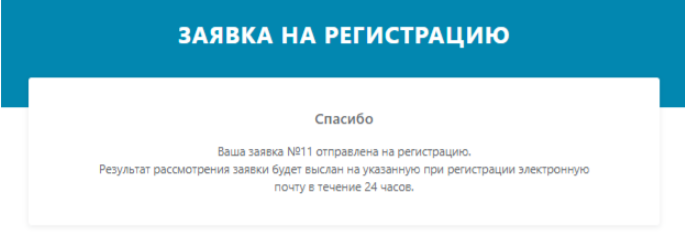 ЗАЯВКА НА РЕГИСТРАЦИЮ
Спасибо
Ваша заявка №11 отправлена на регистрацию.
Результат рассмотрения заявки будет выслан на указанную при регистрации электронную
почту в течение 24 часов.